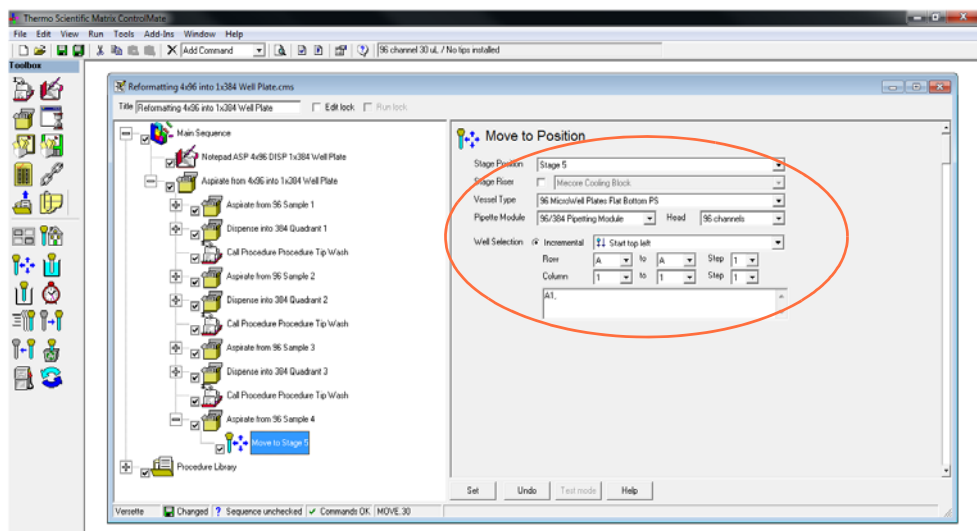 Thermo Scientific Matrix ControlMate
File Edit View Run Tools Add-Ins Window Help
Add Command 96 channel 30 uL / No tips installed
Toolbox
Reformatting 4x96 into 1x384 Well Plate.cms
Title Reformatting 4x96 into 1x384 Well Plate Edit lock Run lock
Main Sequence
Notepad ASP 4x96 DISP 1x384 Well Plate
Aspirate from 4x96 into 1x384 Well Plate
Aspirate from 96 Sample 1
Dispense into 384 Quadrant 1
Call Procedure Procedure Tip Wash
Aspirate from 96 Sample 2
Dispense into 384 Quadrant 2
Call Procedure Procedure Tip Wash
Aspirate from 96 Sample 3
Dispense into 384 Quadrant 3
Call Procedure Procedure Tip Wash
Aspirate from 96 Sample 4
Move to Stage 5
Procedure Library
Move to Position
Stage Position Stage 5
Stage Riser Mecore Cooling Block
Vessel Type 96 MicroWell Plates Flat Bottom PS
Pipette Module 96/384 Pipetting Module Head 96 channels
Well Selection Incremental Start top left
Row A to A Step 1
Column 1 to 1 Step 1
A1,
Set Undo Test mode Help
Versette Changed ? Sequence unchecked Commands OK MOVE.30